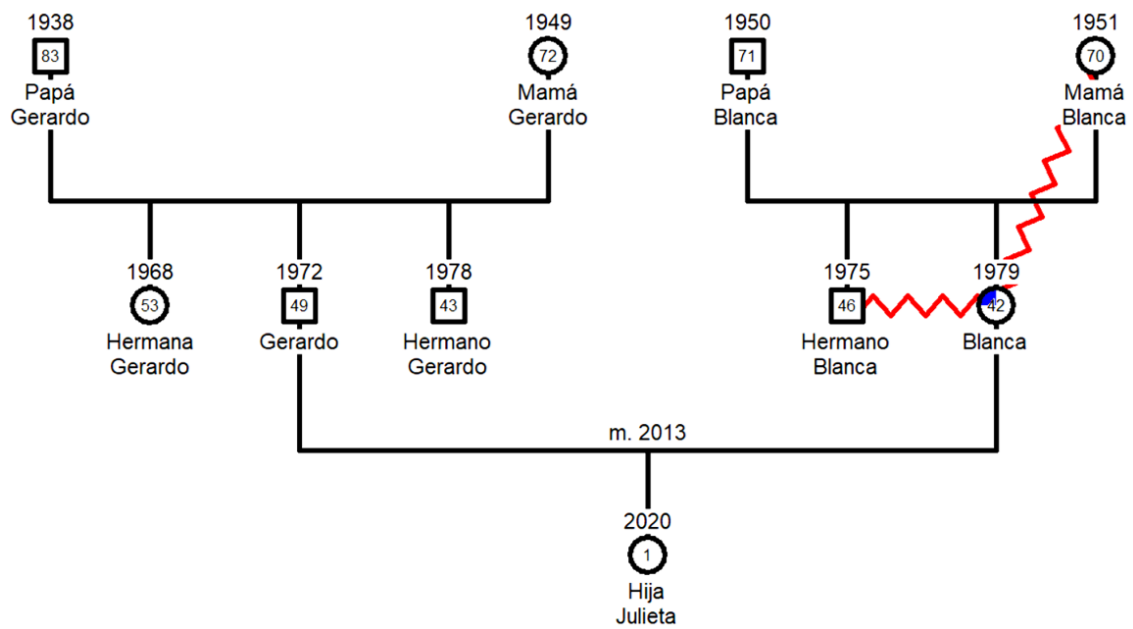 1938
1949
1950
1951
83
72
71
70
Papá
Gerardo
Mamá
Gerardo
Papá
Blanca
Mamá
Blanca
1968
1972
1978
1975
1979
53
49
43
46
42
Hermana
Gerardo
Gerardo
Hermano
Gerardo
Hermano
Blanca
Blanca
m. 2013
2020
1
Hija
Julieta